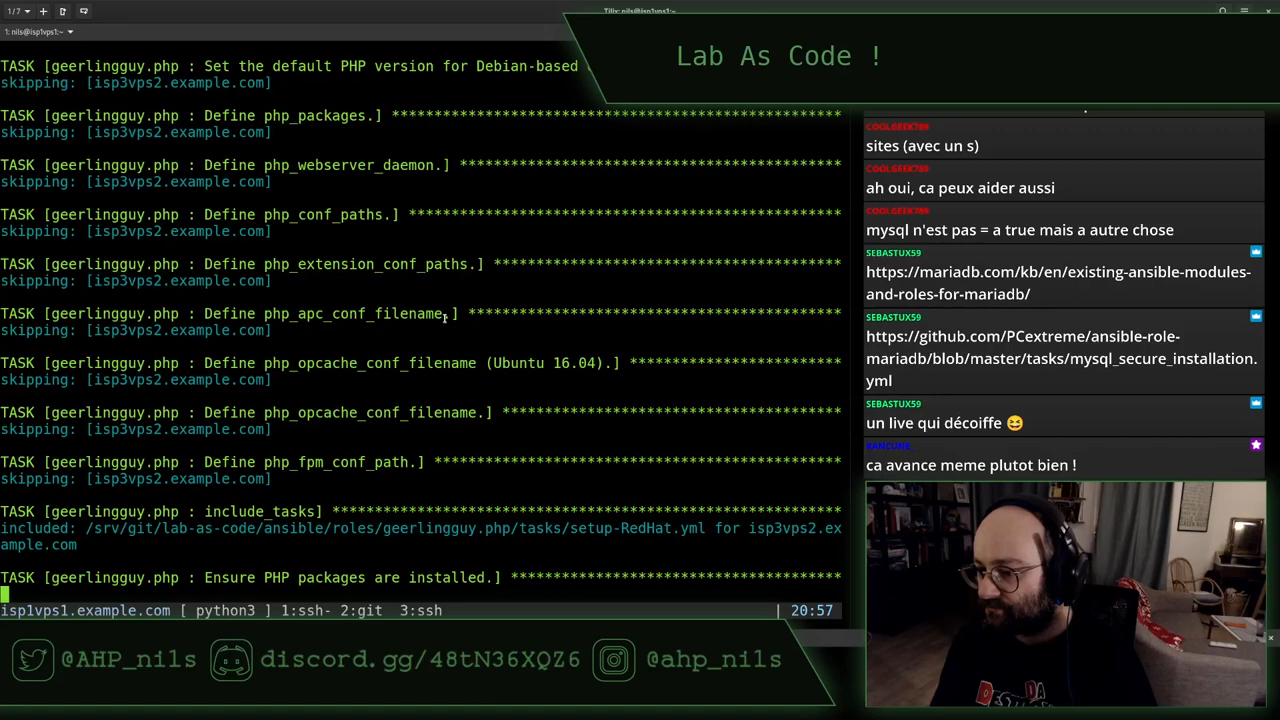 1/7
Tilix: nils@isp1vps1:~
1: nils@isp1vps1:~
Lab As Code !
TASK [geerlingguy.php : Set the default PHP version for Debian-based
skipping: [isp3vps2.example.com]
TASK [geerlingguy.php : Define php_packages.] *****************************************************
skipping: [isp3vps2.example.com]
TASK [geerlingguy.php : Define php_webserver_daemon.] *********************************************
skipping: [isp3vps2.example.com]
TASK [geerlingguy.php : Define php_conf_paths.] ***************************************************
skipping: [isp3vps2.example.com]
TASK [geerlingguy.php : Define php_extension_conf_paths.] *****************************************
skipping: [isp3vps2.example.com]
TASK [geerlingguy.php : Define php_apc_conf_filename.] ********************************************
skipping: [isp3vps2.example.com]
TASK [geerlingguy.php : Define php_opcache_conf_filename (Ubuntu 16.04).] *************************
skipping: [isp3vps2.example.com]
TASK [geerlingguy.php : Define php_opcache_conf_filename.] ****************************************
skipping: [isp3vps2.example.com]
TASK [geerlingguy.php : Define php_fpm_conf_path.] ************************************************
skipping: [isp3vps2.example.com]
TASK [geerlingguy.php : include_tasks] ************************************************************
included: /srv/git/lab-as-code/ansible/roles/geerlingguy.php/tasks/setup-RedHat.yml for isp3vps2.ex
ample.com
TASK [geerlingguy.php : Ensure PHP packages are installed.] ***************************************
isp1vps1.example.com [ python3 ] 1:ssh- 2:git  3:ssh | 20:57
COOLGEEK789
sites (avec un s)
COOLGEEK789
ah oui, ca peux aider aussi
COOLGEEK789
mysql n'est pas = a true mais a autre chose
SEBASTUX59
https://mariadb.com/kb/en/existing-ansible-modules-
and-roles-for-mariadb/
SEBASTUX59
https://github.com/PCextreme/ansible-role-
mariadb/blob/master/tasks/mysql_secure_installation.
yml
SEBASTUX59
un live qui décoiffe 😆
ca avance meme plutot bien !
@AHP_nils
discord.gg/48tN36XQZ6
@ahp_nils